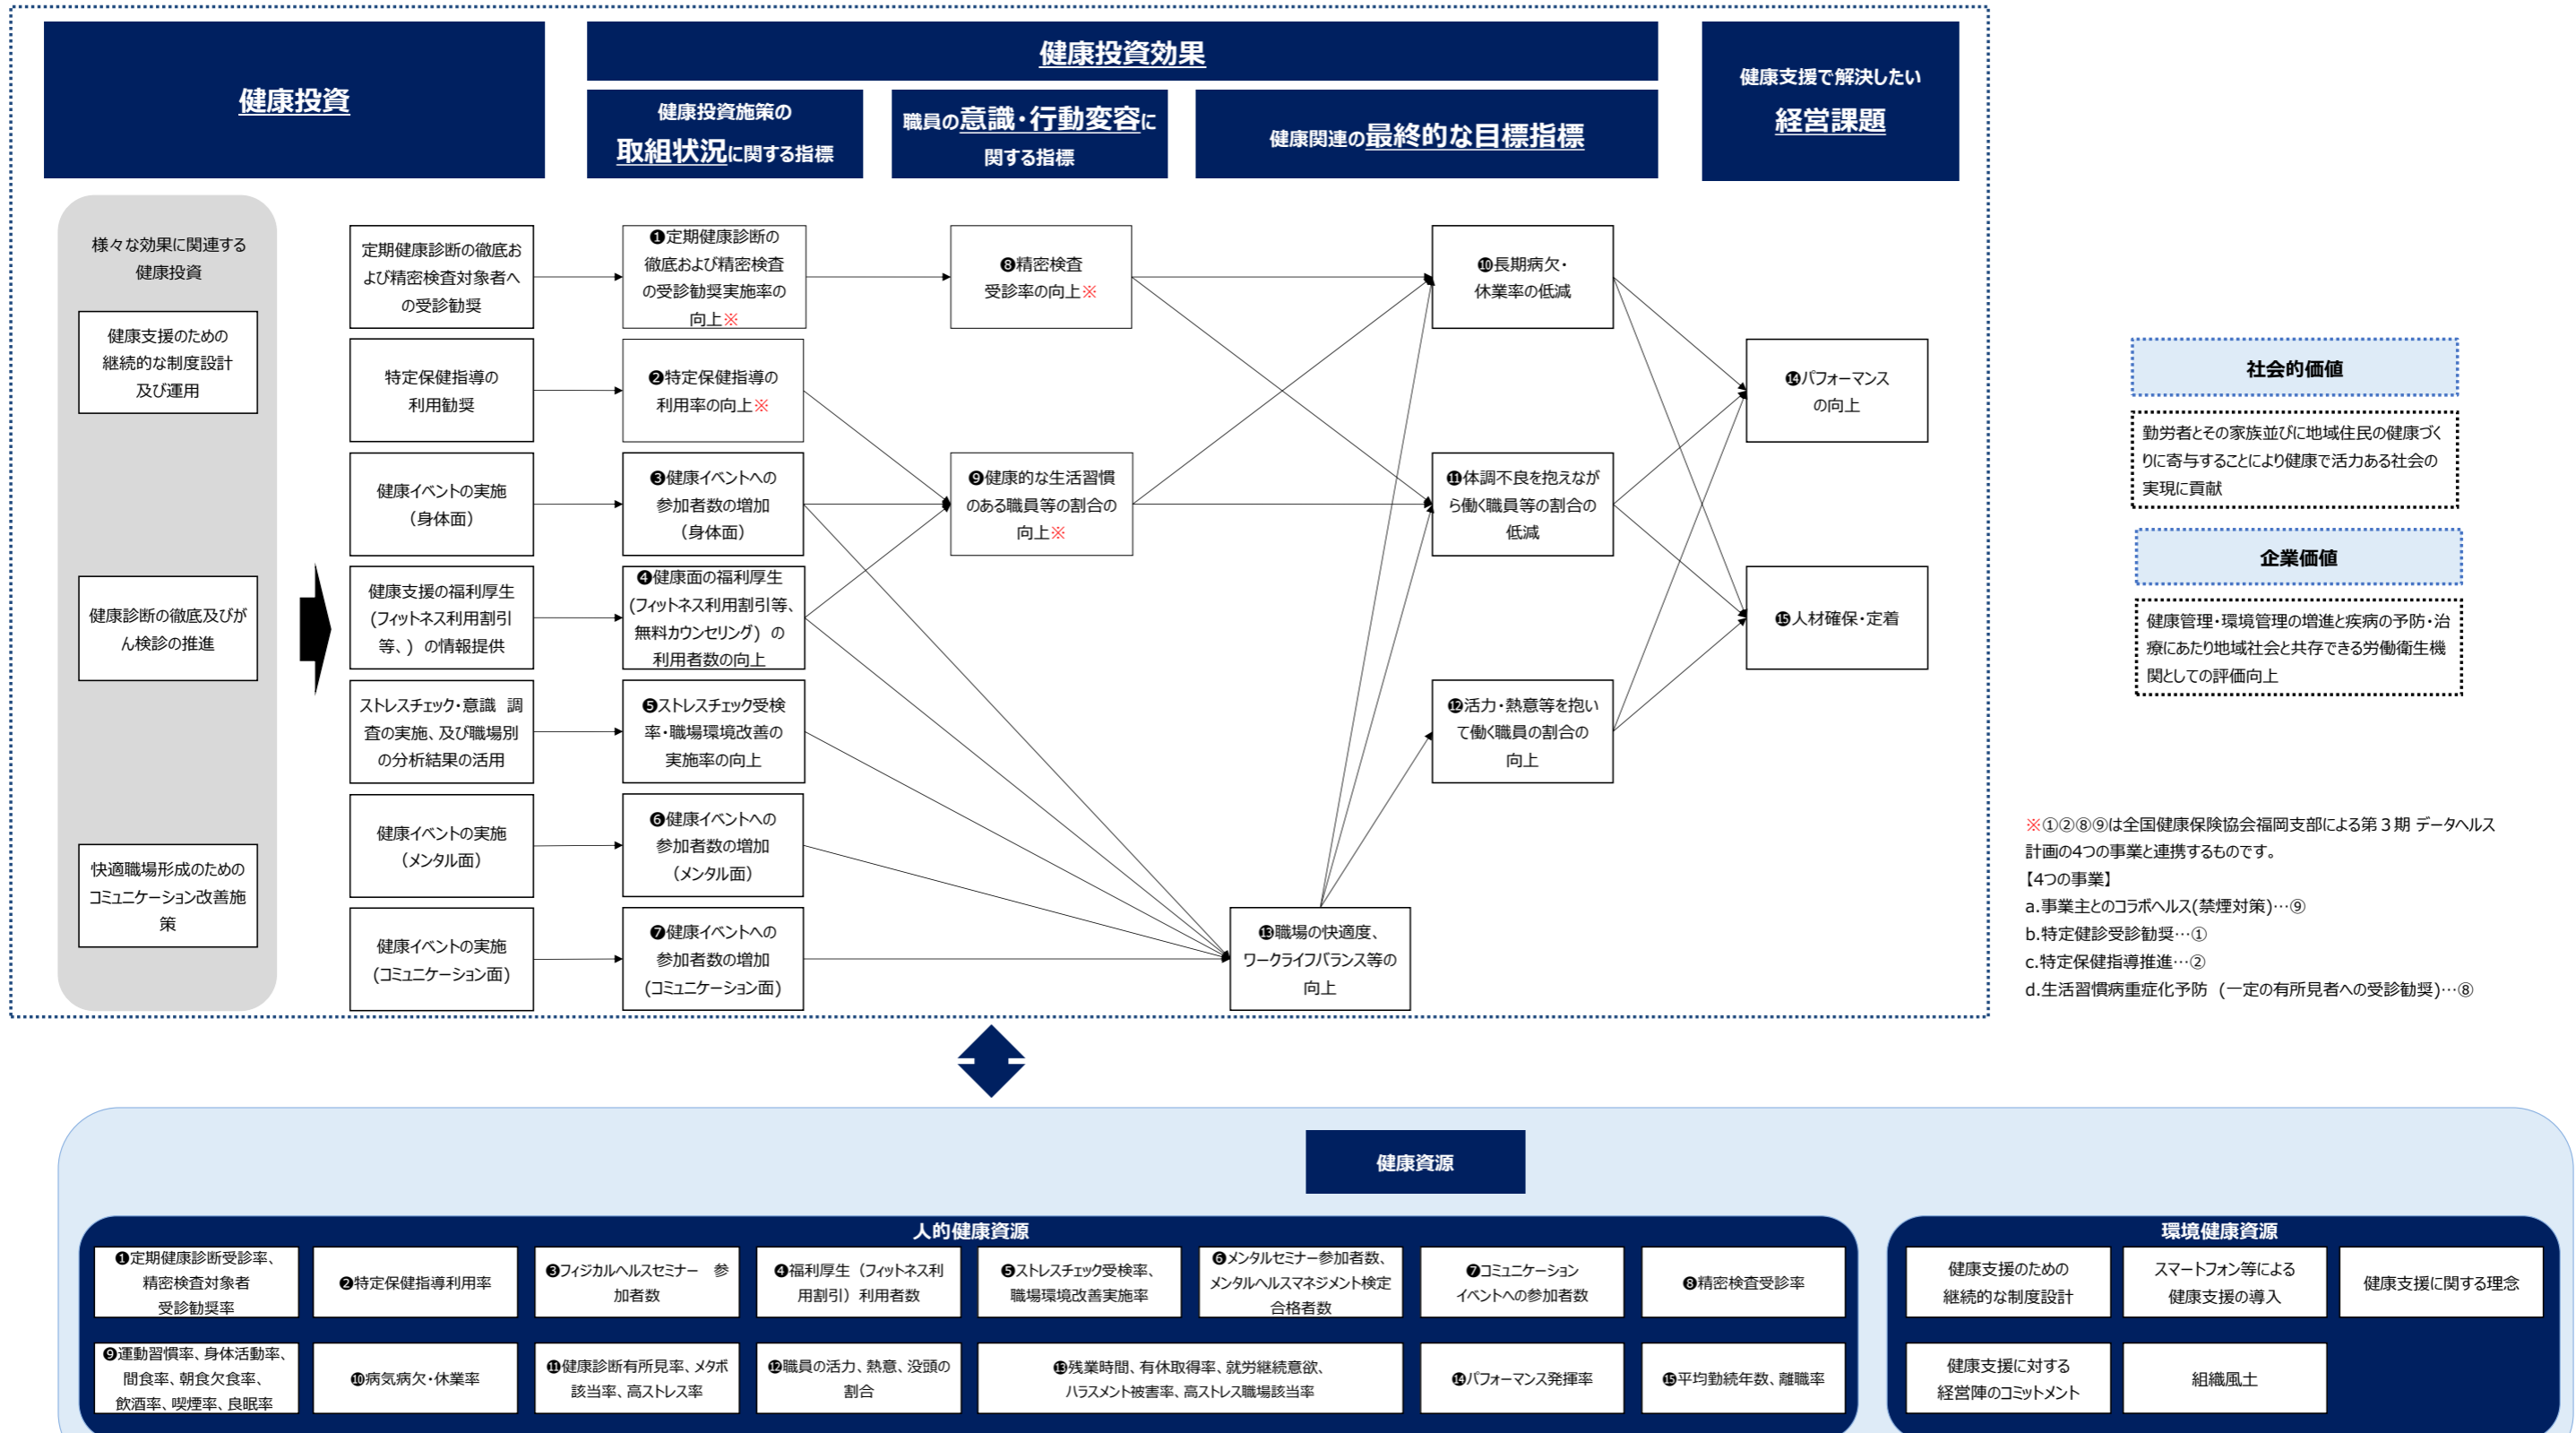 健康投資
健康投資効果
健康投資施策の
取組状況に関する指標
職員の意識・行動変容に
関する指標
健康関連の最終的な目標指標
健康支援で解決したい
経営課題
様々な効果に関連する
健康投資
健康支援のための
継続的な制度設計
及び運用
健康診断の徹底及びが
ん検診の推進
快適職場形成のための
コミュニケーション改善施
策
定期健康診断の徹底お
よび精密検査対象者へ
の受診勧奨
特定保健指導の
利用勧奨
健康イベントの実施
(身体面)
健康支援の福利厚生
(フィットネス利用割引
等、) の情報提供
ストレスチェック・意識 調
査の実施、及び職場別
の分析結果の活用
健康イベントの実施
(メンタル面)
健康イベントの実施
(コミュニケーション面)
❶定期健康診断の
徹底および精密検査
の受診勧奨実施率の
向上※
❷特定保健指導の
利用率の向上※
❸健康イベントへの
参加者数の増加
(身体面)
❹健康面の福利厚生
(フィットネス利用割引等、
無料カウンセリング) の
利用者数の向上
❺ストレスチェック受検
率・職場環境改善の
実施率の向上
❻健康イベントへの
参加者数の増加
(メンタル面)
❼健康イベントへの
参加者数の増加
(コミュニケーション面)
❽精密検査
受診率の向上※
❾健康的な生活習慣
のある職員等の割合の
向上※
❿長期病欠・
休業率の低減
⓫体調不良を抱えなが
ら働く職員等の割合の
低減
⓬活力・熱意等を抱い
て働く職員の割合の
向上
⓭職場の快適度、
ワークライフバランス等の
向上
⓮パフォーマンス
の向上
⓯人材確保・定着
社会的価値
勤労者とその家族並びに地域住民の健康づく
りに寄与することにより健康で活力ある社会の
実現に貢献
企業価値
健康管理・環境管理の増進と疾病の予防・治
療にあたり地域社会と共存できる労働衛生機
関としての評価向上
※①②⑧⑨は全国健康保険協会福岡支部による第3期 データヘルス
計画の4つの事業と連携するものです。
【4つの事業】
a.事業主とのコラボヘルス(禁煙対策)…⑨
b.特定健診受診勧奨…①
c.特定保健指導推進…②
d.生活習慣病重症化予防 (一定の有所見者への受診勧奨)…⑧
健康資源
人的健康資源
❶定期健康診断受診率、
精密検査対象者
受診勧奨率
❷特定保健指導利用率
❸フィジカルヘルスセミナー 参
加者数
❹福利厚生(フィットネス利
用割引)利用者数
❺ストレスチェック受検率、
職場環境改善実施率
❻メンタルセミナー参加者数、
メンタルヘルスマネジメント検定
合格者数
❼コミュニケーション
イベントへの参加者数
❽精密検査受診率
❾運動習慣率、身体活動率、
間食率、朝食欠食率、
飲酒率、喫煙率、良眠率
❿病気病欠・休業率
⓫健康診断有所見率、メタボ
該当率、高ストレス率
⓬職員の活力、熱意、没頭の
割合
⓭残業時間、有休取得率、就労継続意欲、
ハラスメント被害率、高ストレス職場該当率
⓮パフォーマンス発揮率
⓯平均勤続年数、離職率
環境健康資源
健康支援のための
継続的な制度設計
スマートフォン等による
健康支援の導入
健康支援に関する理念
健康支援に対する
経営陣のコミットメント
組織風土